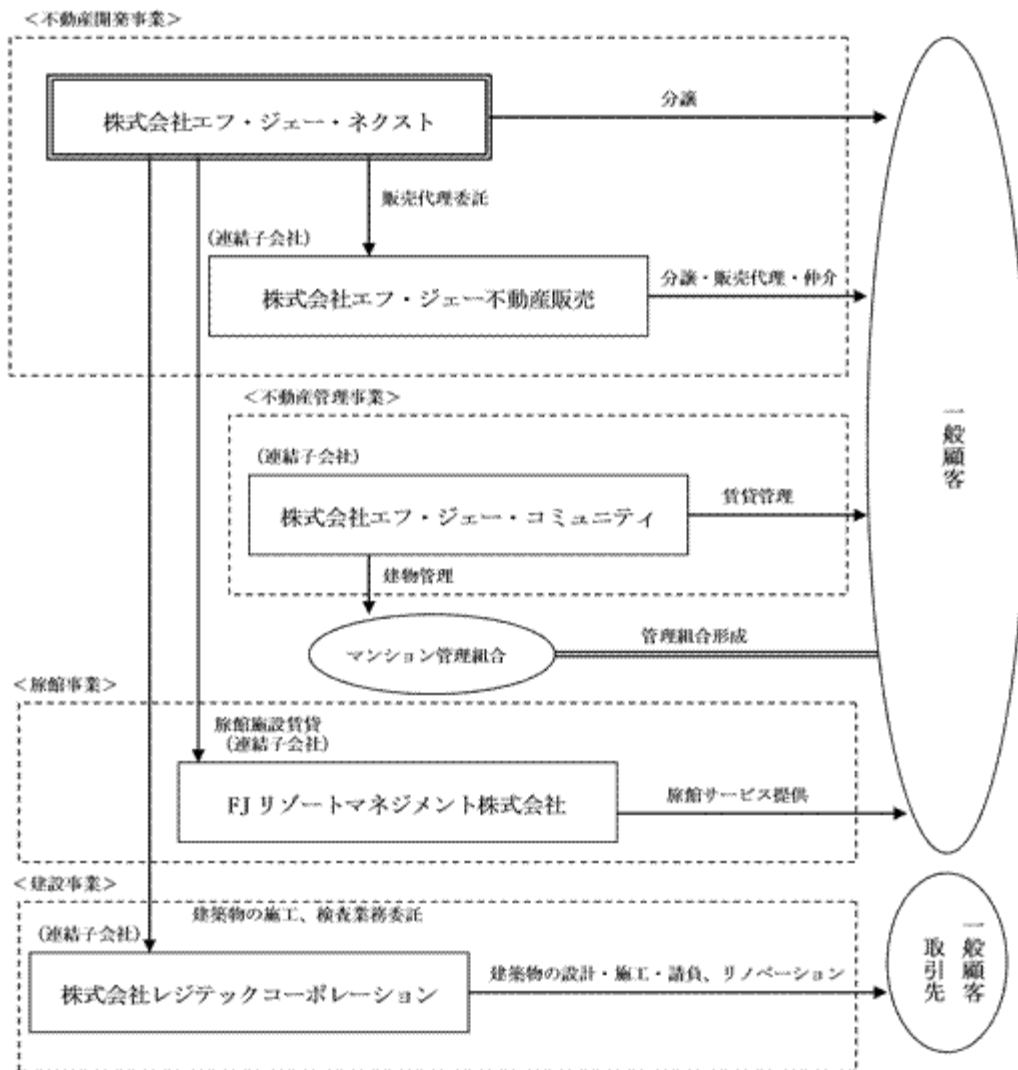 ＜不動産開発事業＞
株式会社エフ・ジェー・ネクスト
分譲
販売代理委託
(連結子会社)
株式会社エフ・ジェー不動産販売
分譲・販売代理・仲介
＜不動産管理事業＞
(連結子会社)
株式会社エフ・ジェー・コミュニティ
賃貸管理
建物管理
マンション管理組合
管理組合形成
一般顧客
＜旅館事業＞
旅館施設賃貸
(連結子会社)
FJリゾートマネジメント株式会社
旅館サービス提供
＜建設事業＞
建築物の施工、検査業務委託
(連結子会社)
株式会社レジテックコーポレーション
建築物の設計・施工・請負、リノベーション
一般顧客
取引先